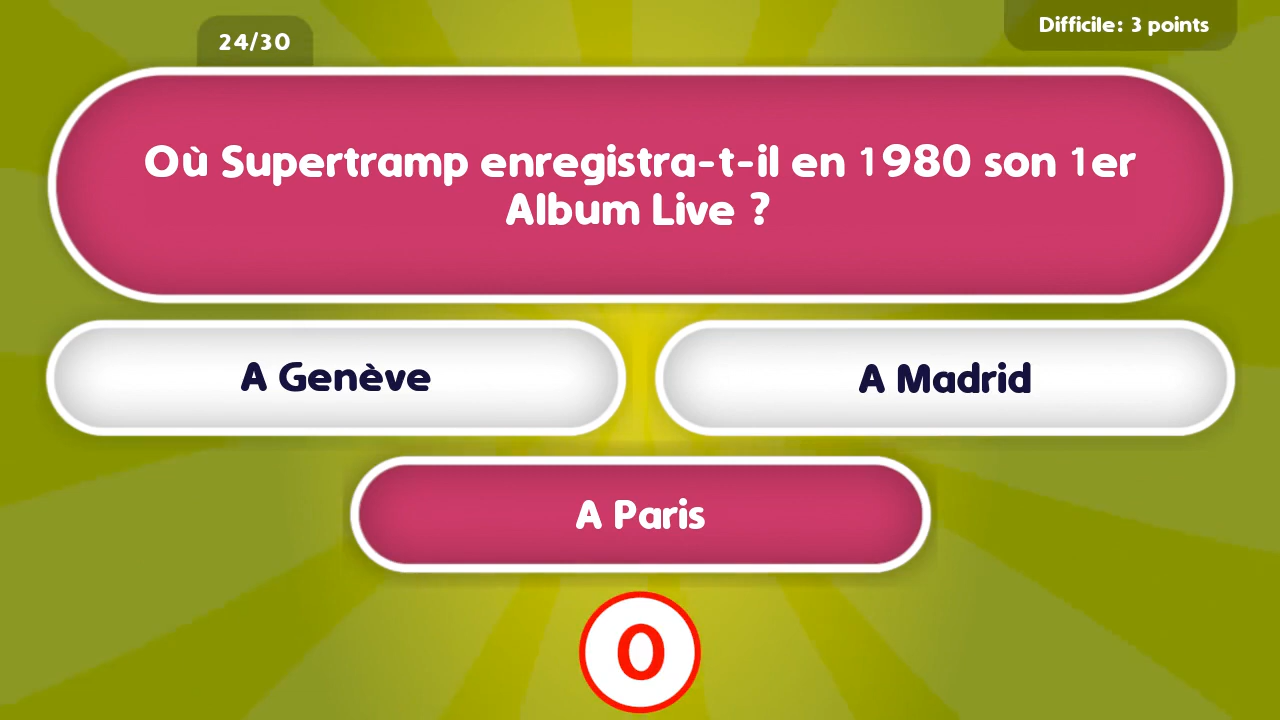 24/30
Difficile: 3 points
Où Supertramp enregistra-t-il en 1980 son 1er
Album Live ?
A Genève
A Madrid
A Paris
0